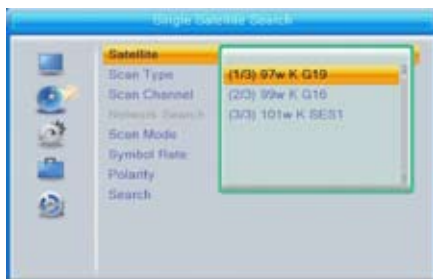 Single Satellite Search
Satellite
Scan Type
Scan Channel
Network Search
Scan Mode
Symbol Rate
Polarity
Search
(1/3) 97w K G19
(2/3) 99w K G16
(3/3) 101w K SES1